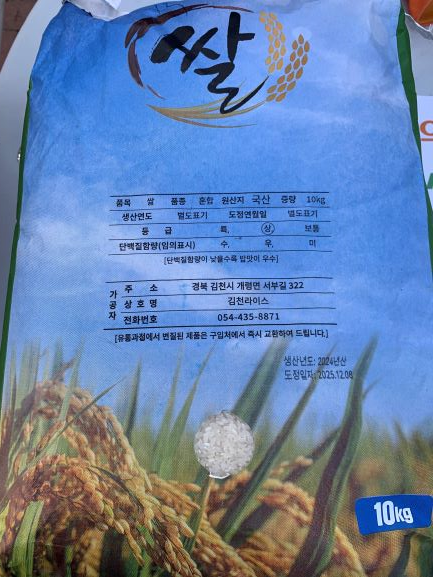 쌀
품목 쌀 품종 혼합 원산지 국산 중량 10kg
생산연도 별도표기 도정연월일 별도표기
등 급 특, 상, 보통
단백질함량(임의표시) 수, 우, 미
[단백질함량이 낮을수록 밥맛이 우수]
가공자
주 소 경북 김천시 개령면 서부길 322
상 호 명 김천라이스
전화번호 054-435-8871
[유통과정에서 변질된 제품은 구입처에서 즉시 교환하여 드립니다.]
생산년도: 2024년산
도정일자: 2025.12.08
10kg